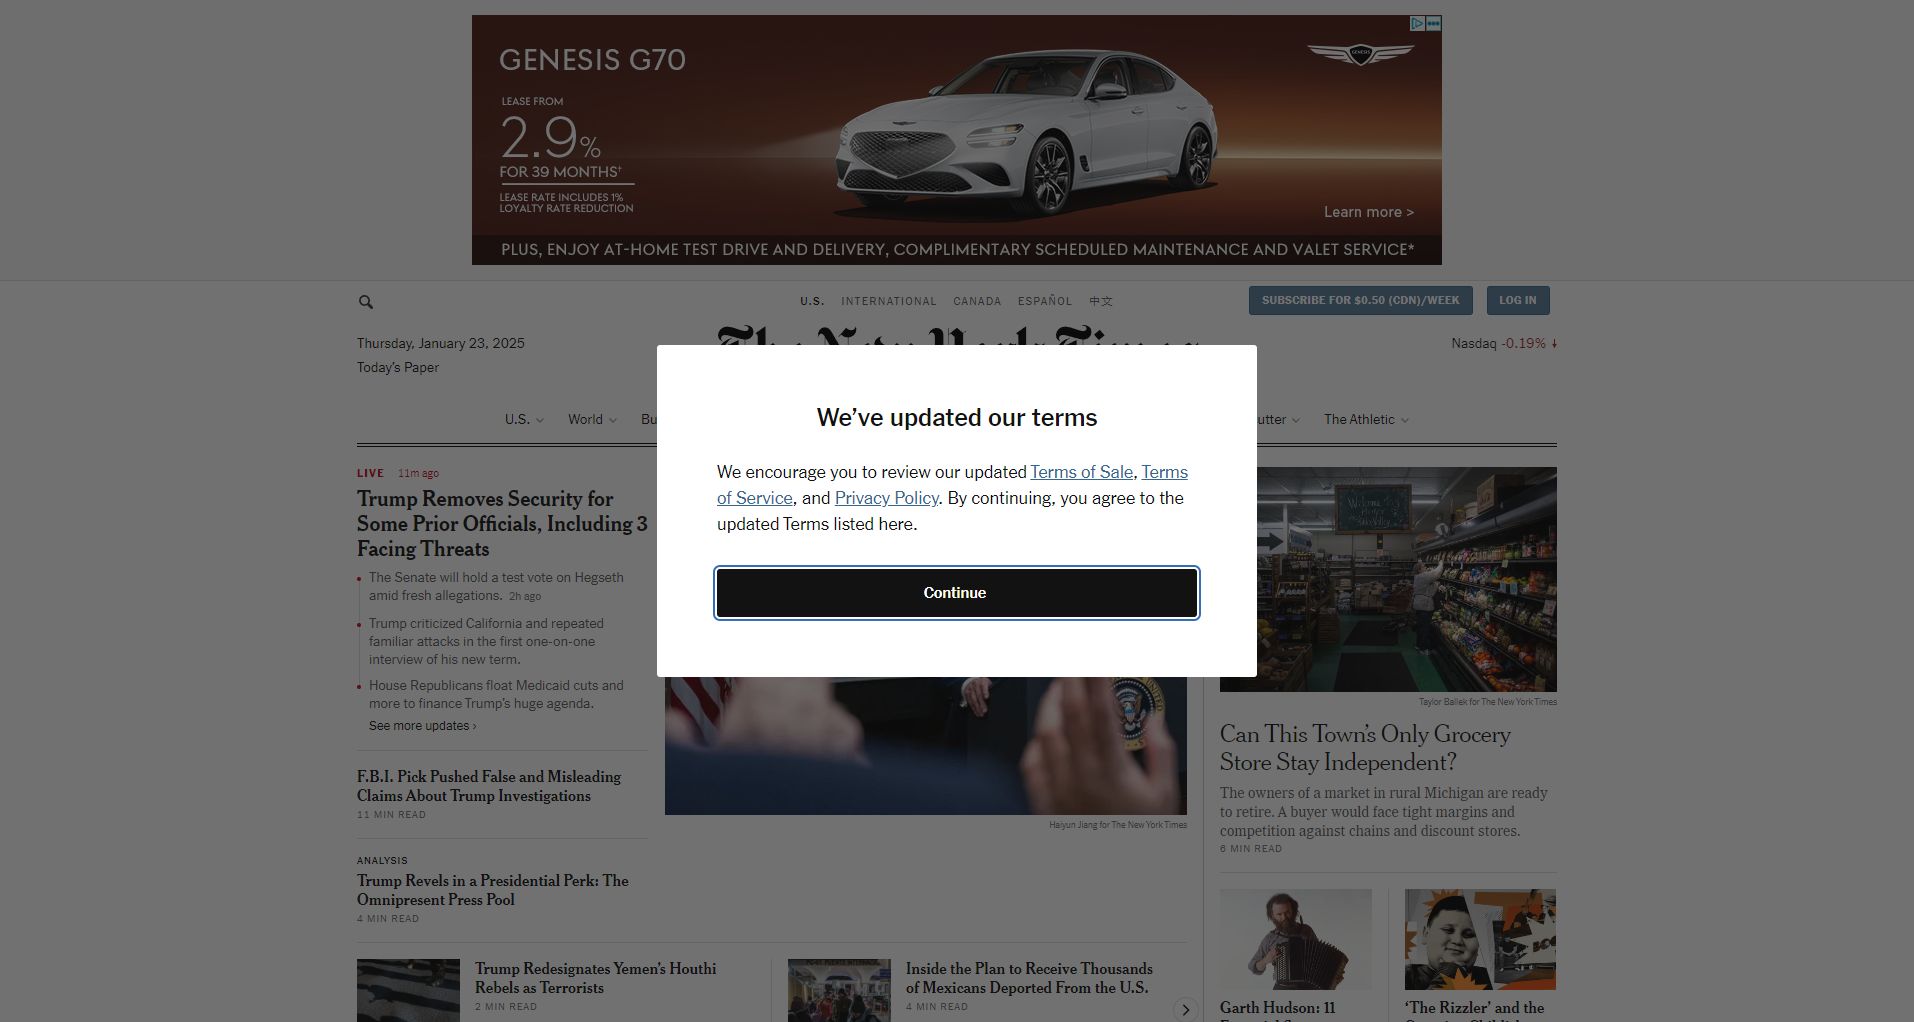 GENESIS G70
GENESIS
LEASE FROM
2.9%
FOR 39 MONTHS†
LEASE RATE INCLUDES 1%
LOYALTY RATE REDUCTION
Learn more >
PLUS, ENJOY AT-HOME TEST DRIVE AND DELIVERY, COMPLIMENTARY SCHEDULED MAINTENANCE AND VALET SERVICE*
U.S. INTERNATIONAL CANADA ESPAÑOL 中文
SUBSCRIBE FOR $0.50 (CDN)/WEEK
LOG IN
The New York Times
Thursday, January 23, 2025
Today's Paper
Nasdaq -0.19% ↓
U.S. World Bu
utter The Athletic
We've updated our terms
We encourage you to review our updated Terms of Sale, Terms
of Service, and Privacy Policy. By continuing, you agree to the
updated Terms listed here.
Continue
LIVE 11m ago
Trump Removes Security for
Some Prior Officials, Including 3
Facing Threats
The Senate will hold a test vote on Hegseth
amid fresh allegations. 2h ago
Trump criticized California and repeated
familiar attacks in the first one-on-one
interview of his new term.
House Republicans float Medicaid cuts and
more to finance Trump's huge agenda.
See more updates ›
F.B.I. Pick Pushed False and Misleading
Claims About Trump Investigations
11 MIN READ
ANALYSIS
Trump Revels in a Presidential Perk: The
Omnipresent Press Pool
4 MIN READ
Haiyun Jiang for The New York Times
Trump Redesignates Yemen's Houthi
Rebels as Terrorists
2 MIN READ
Inside the Plan to Receive Thousands
of Mexicans Deported From the U.S.
4 MIN READ
Welcome
Taylor Ballek for The New York Times
Can This Town's Only Grocery
Store Stay Independent?
The owners of a market in rural Michigan are ready
to retire. A buyer would face tight margins and
competition against chains and discount stores.
6 MIN READ
Garth Hudson: 11
'The Rizzler' and the